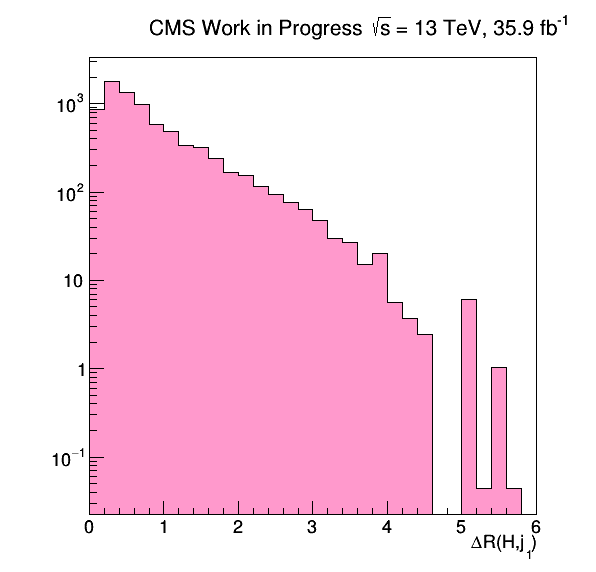 CMS Work in Progress √s = 13 TeV, 35.9 fb⁻¹
10³
10²
10
1
10⁻¹
0 1 2 3 4 5 6
ΔR(H,j₁)